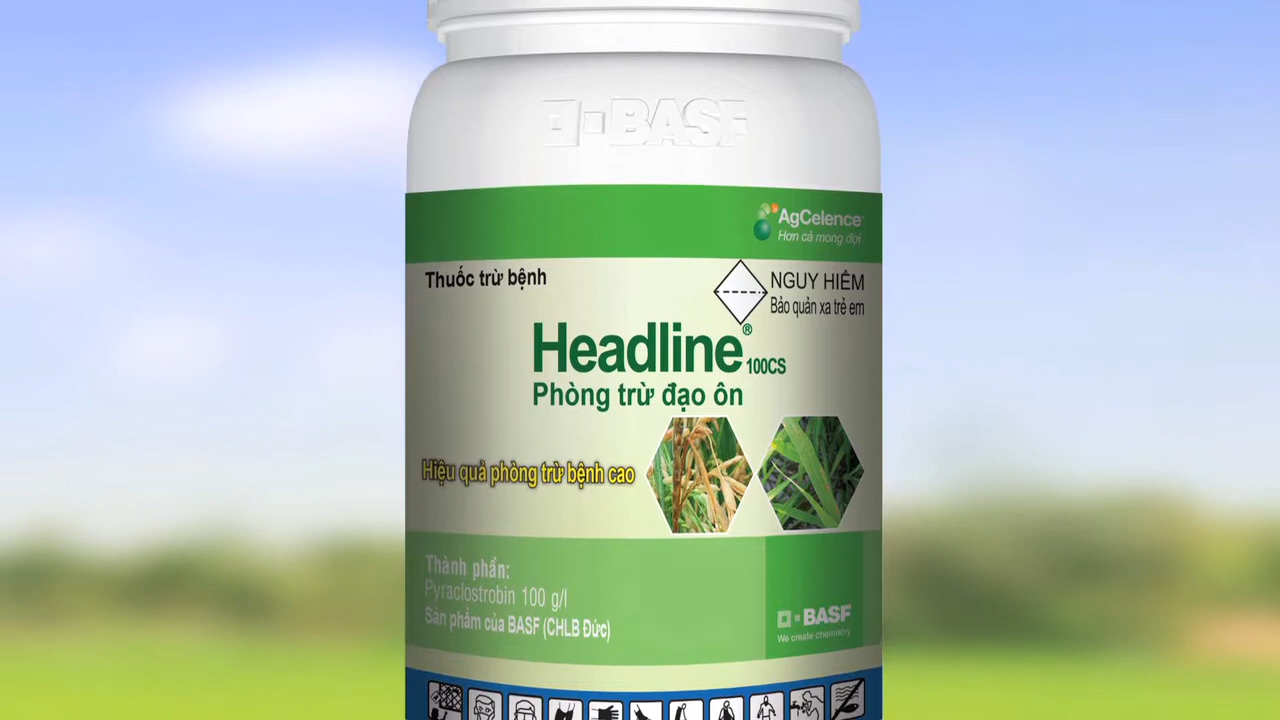 BASF
AgCelence™
Hơn cả mong đợi
Thuốc trừ bệnh
NGUY HIỂM
Bảo quản xa trẻ em
Headline®
100CS
Phòng trừ đạo ôn
Hiệu quả phòng trừ bệnh cao
Thành phần:
Pyraclostrobin 100 g/l
Sản phẩm của BASF (CHLB Đức)
BASF
We create chemistry